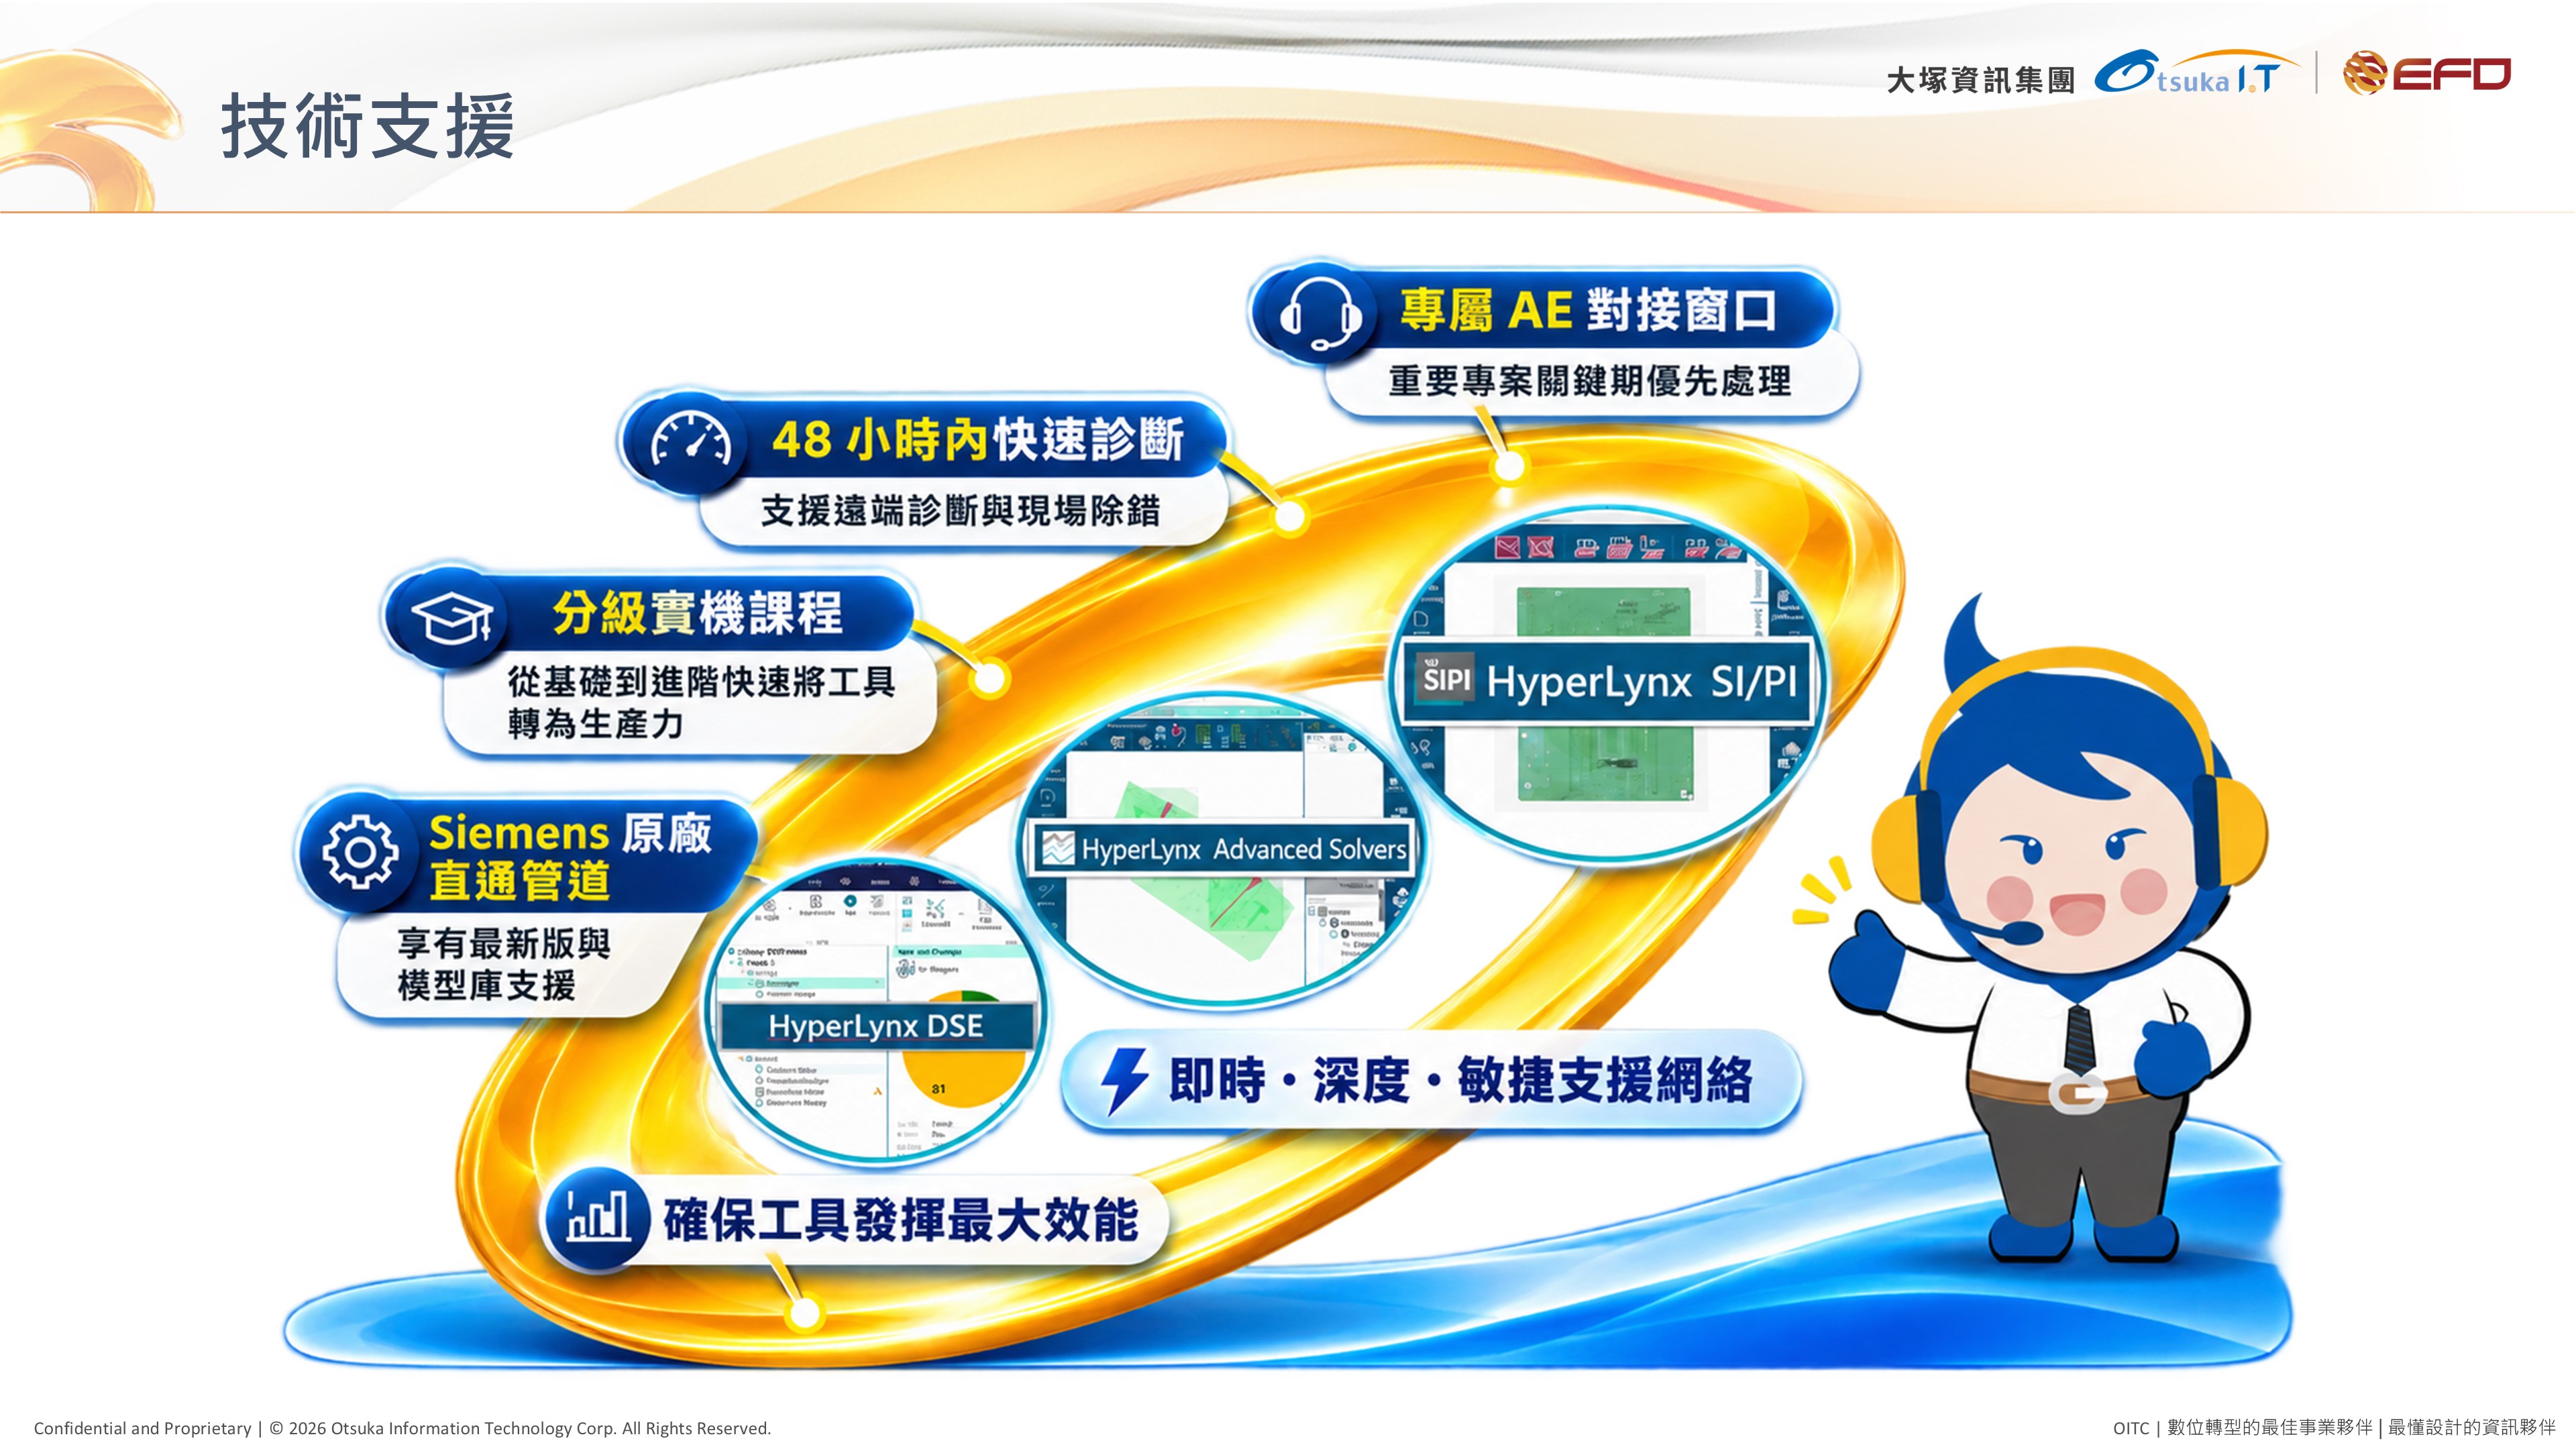 技術支援
大塚資訊集團 Otsuka I.T EFD
專屬 AE 對接窗口
重要專案關鍵期優先處理
48 小時內快速診斷
支援遠端診斷與現場除錯
分級實機課程
從基礎到進階快速將工具
轉為生產力
SIPI HyperLynx SI/PI
HyperLynx Advanced Solvers
Siemens 原廠
直通管道
享有最新版與
模型庫支援
HyperLynx DSE
81
即時・深度・敏捷支援網絡
確保工具發揮最大效能
Confidential and Proprietary | © 2026 Otsuka Information Technology Corp. All Rights Reserved.
OITC | 數位轉型的最佳事業夥伴 | 最懂設計的資訊夥伴